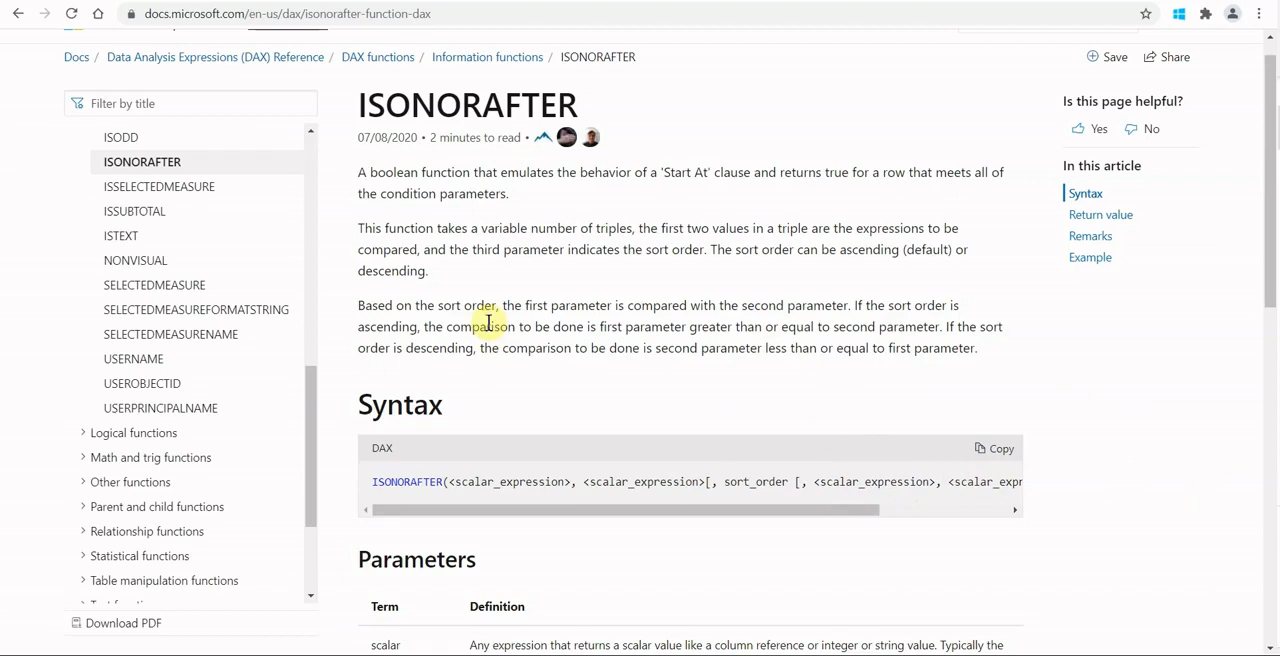 docs.microsoft.com/en-us/dax/isonorafter-function-dax
Docs / Data Analysis Expressions (DAX) Reference / DAX functions / Information functions / ISONORAFTER
Save Share
Filter by title
ISODD
ISONORAFTER
ISSELECTEDMEASURE
ISSUBTOTAL
ISTEXT
NONVISUAL
SELECTEDMEASURE
SELECTEDMEASUREFORMATSTRING
SELECTEDMEASURENAME
USERNAME
USEROBJECTID
USERPRINCIPALNAME
Logical functions
Math and trig functions
Other functions
Parent and child functions
Relationship functions
Statistical functions
Table manipulation functions
Download PDF
ISONORAFTER
07/08/2020 • 2 minutes to read •
A boolean function that emulates the behavior of a 'Start At' clause and returns true for a row that meets all of
the condition parameters.
This function takes a variable number of triples, the first two values in a triple are the expressions to be
compared, and the third parameter indicates the sort order. The sort order can be ascending (default) or
descending.
Based on the sort order, the first parameter is compared with the second parameter. If the sort order is
ascending, the comparison to be done is first parameter greater than or equal to second parameter. If the sort
order is descending, the comparison to be done is second parameter less than or equal to first parameter.
Syntax
DAX Copy
ISONORAFTER(<scalar_expression>, <scalar_expression>[, sort_order [, <scalar_expression>, <scalar_expr
Parameters
Term Definition
scalar Any expression that returns a scalar value like a column reference or integer or string value. Typically the
Is this page helpful?
Yes No
In this article
Syntax
Return value
Remarks
Example